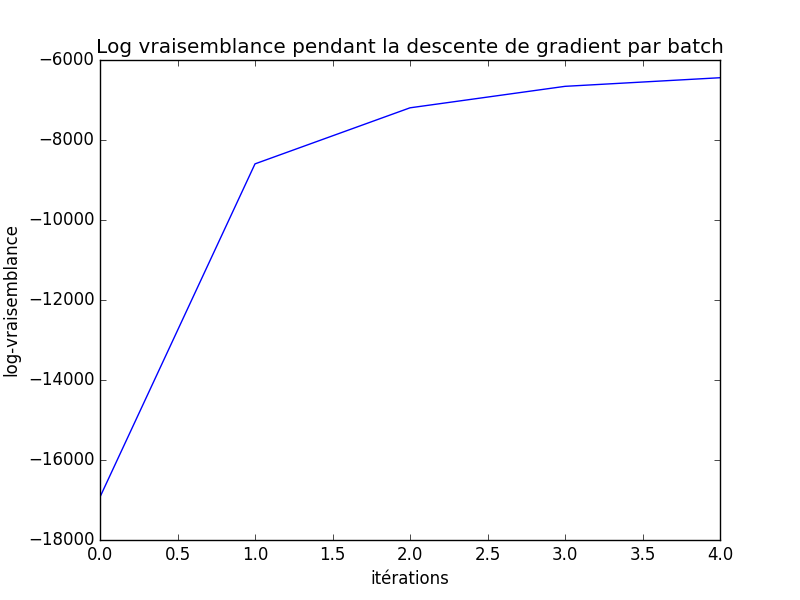 Log vraisemblance pendant la descente de gradient par batch
−6000
−8000
−10000
−12000
−14000
−16000
−18000
log-vraisemblance
0.0 0.5 1.0 1.5 2.0 2.5 3.0 3.5 4.0
itérations